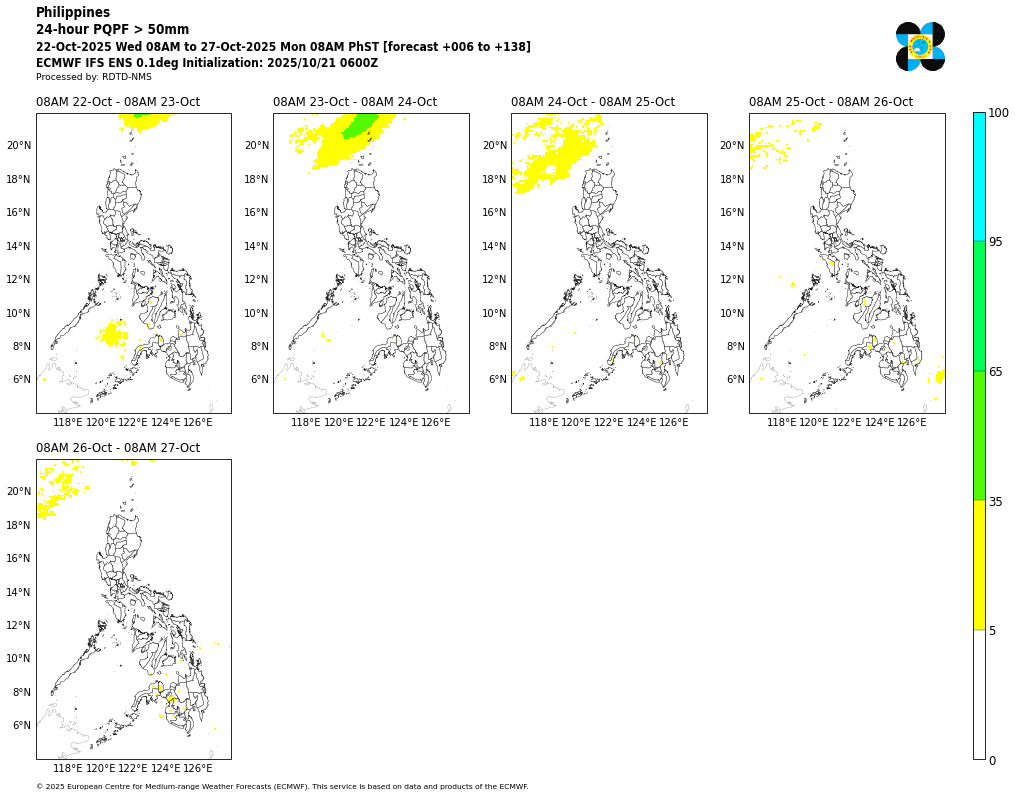 Philippines
24-hour PQPF > 50mm
22-Oct-2025 Wed 08AM to 27-Oct-2025 Mon 08AM PhST [forecast +006 to +138]
ECMWF IFS ENS 0.1deg Initialization: 2025/10/21 0600Z
Processed by: RDTD-NMS
08AM 22-Oct - 08AM 23-Oct
08AM 23-Oct - 08AM 24-Oct
08AM 24-Oct - 08AM 25-Oct
08AM 25-Oct - 08AM 26-Oct
20°N 18°N 16°N 14°N 12°N 10°N 8°N 6°N
118°E 120°E 122°E 124°E 126°E
20°N 18°N 16°N 14°N 12°N 10°N 8°N 6°N
118°E 120°E 122°E 124°E 126°E
20°N 18°N 16°N 14°N 12°N 10°N 8°N 6°N
118°E 120°E 122°E 124°E 126°E
20°N 18°N 16°N 14°N 12°N 10°N 8°N 6°N
118°E 120°E 122°E 124°E 126°E
08AM 26-Oct - 08AM 27-Oct
20°N 18°N 16°N 14°N 12°N 10°N 8°N 6°N
118°E 120°E 122°E 124°E 126°E
100
95
65
35
5
0
© 2025 European Centre for Medium-range Weather Forecasts (ECMWF). This service is based on data and products of the ECMWF.